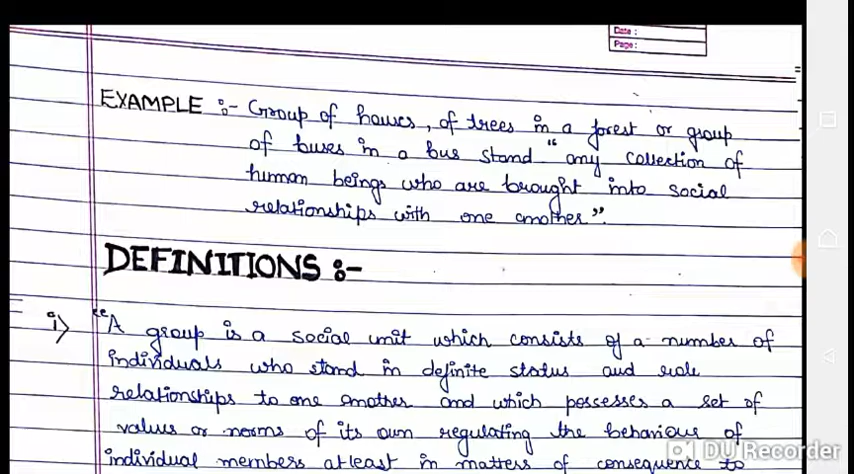 Date :
Page :
EXAMPLE :- Group of houses, of trees in a forest or group
of buses in a bus stand "any collection of
human beings who are brought into social
relationships with one another".
DEFINITIONS :-
i) "A group is a social unit which consists of a number of
individuals who stand in definite status and role
relationships to one another and which possesses a set of
values or norms of its own regulating the behaviour of
individual members atleast in matters of consequence to
DU Recorder